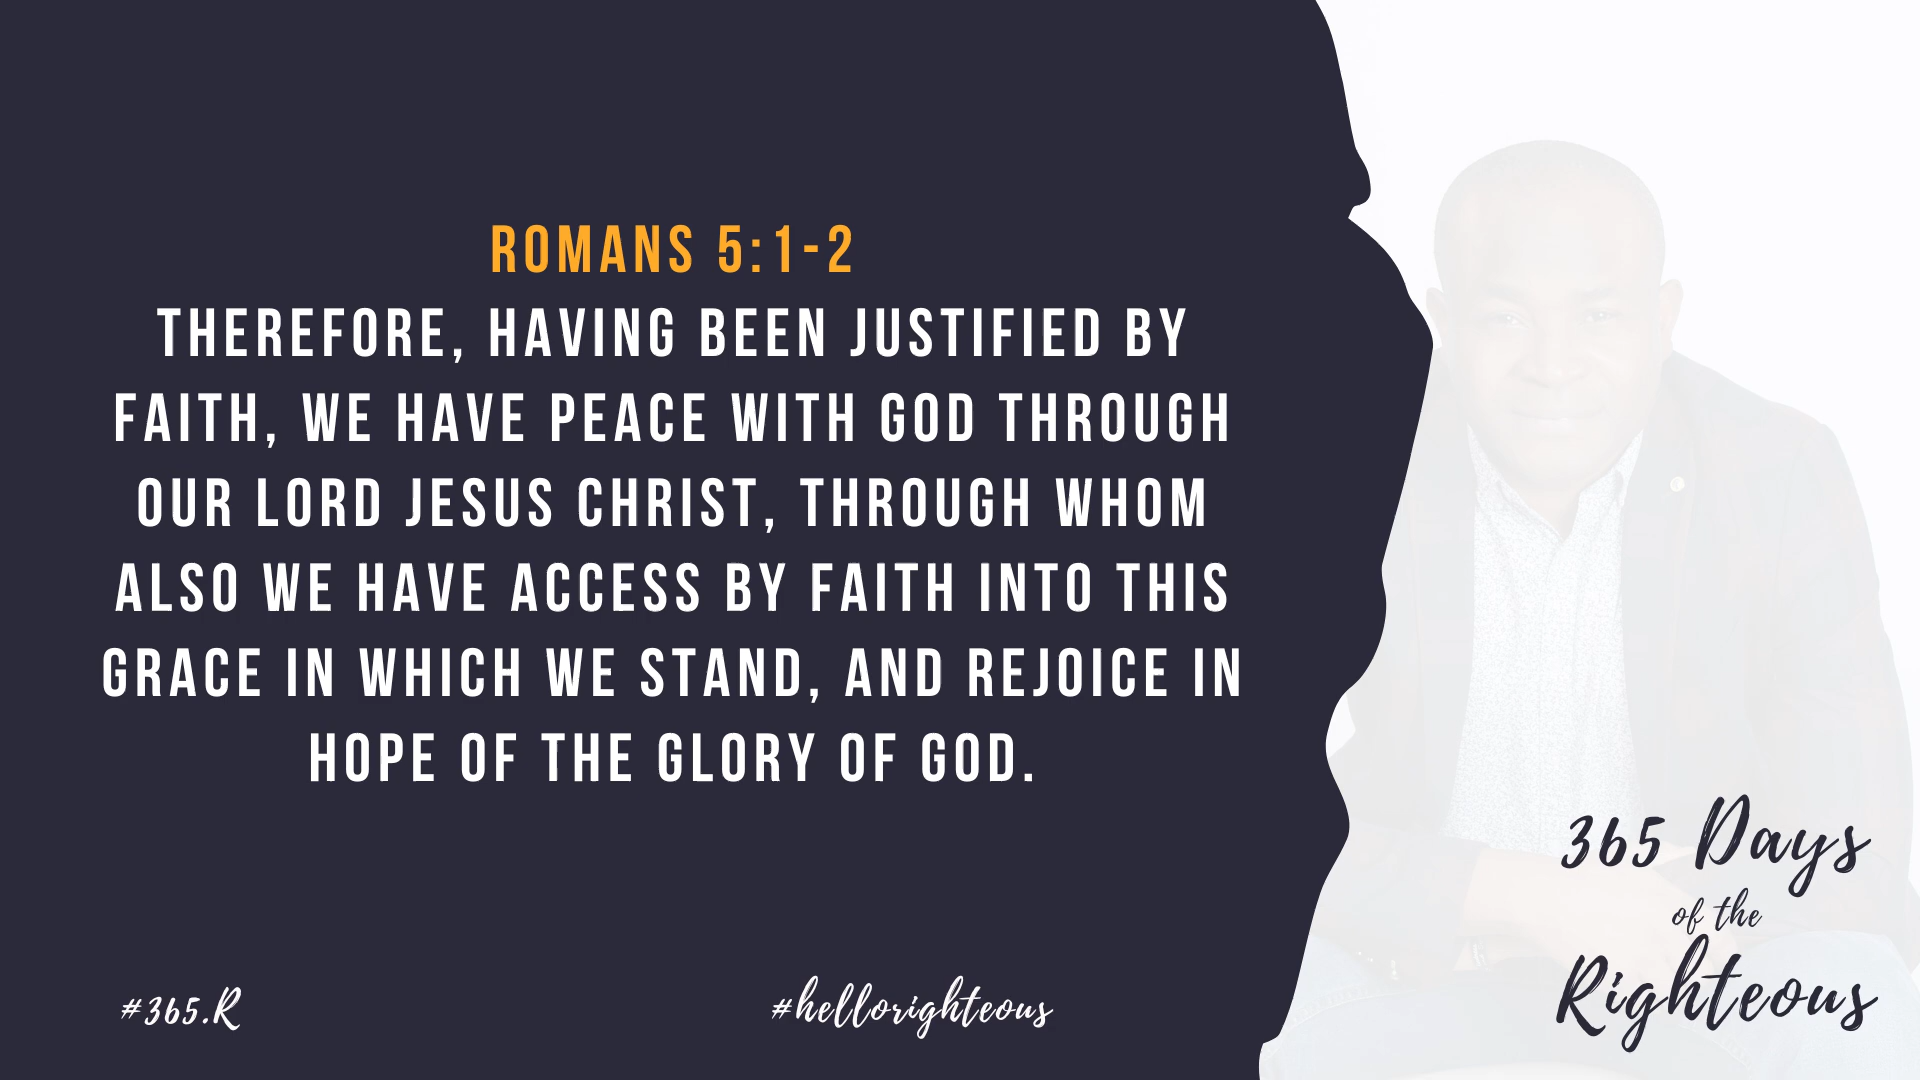 ROMANS 5:1-2
THEREFORE, HAVING BEEN JUSTIFIED BY
FAITH, WE HAVE PEACE WITH GOD THROUGH
OUR LORD JESUS CHRIST, THROUGH WHOM
ALSO WE HAVE ACCESS BY FAITH INTO THIS
GRACE IN WHICH WE STAND, AND REJOICE IN
HOPE OF THE GLORY OF GOD.
#365.R
#hellorighteous
365 Days
of the
Righteous